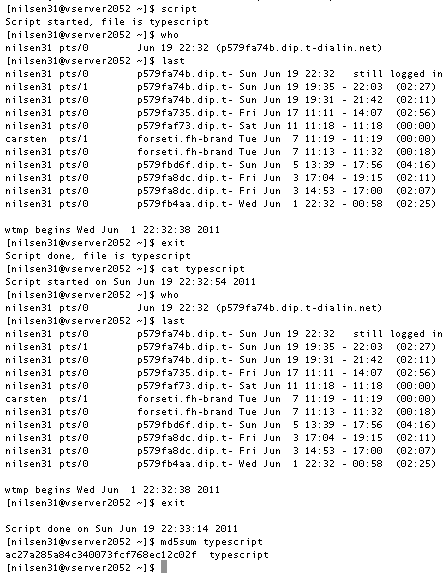 [nilsen31@vserver2052 ~]$ script
Script started, file is typescript
[nilsen31@vserver2052 ~]$ who
nilsen31 pts/0        Jun 19 22:32 (p579fa74b.dip.t-dialin.net)
[nilsen31@vserver2052 ~]$ last
nilsen31 pts/0        p579fa74b.dip.t- Sun Jun 19 22:32   still logged in
nilsen31 pts/1        p579fa74b.dip.t- Sun Jun 19 19:35 - 22:03  (02:27)
nilsen31 pts/0        p579fa74b.dip.t- Sun Jun 19 19:31 - 21:42  (02:11)
nilsen31 pts/0        p579fa735.dip.t- Fri Jun 17 11:11 - 14:07  (02:56)
nilsen31 pts/0        p579faf73.dip.t- Sat Jun 11 11:18 - 11:18  (00:00)
carsten  pts/1        forseti.fh-brand Tue Jun  7 11:19 - 11:19  (00:00)
nilsen31 pts/0        forseti.fh-brand Tue Jun  7 11:13 - 11:32  (00:18)
nilsen31 pts/0        p579fbd6f.dip.t- Sun Jun  5 13:39 - 17:56  (04:16)
nilsen31 pts/0        p579fa8dc.dip.t- Fri Jun  3 17:04 - 19:15  (02:11)
nilsen31 pts/0        p579fa8dc.dip.t- Fri Jun  3 14:53 - 17:00  (02:07)
nilsen31 pts/0        p579fb4aa.dip.t- Wed Jun  1 22:32 - 00:58  (02:25)

wtmp begins Wed Jun  1 22:32:38 2011
[nilsen31@vserver2052 ~]$ exit
Script done, file is typescript
[nilsen31@vserver2052 ~]$ cat typescript
Script started on Sun Jun 19 22:32:54 2011
[nilsen31@vserver2052 ~]$ who
nilsen31 pts/0        Jun 19 22:32 (p579fa74b.dip.t-dialin.net)
[nilsen31@vserver2052 ~]$ last
nilsen31 pts/0        p579fa74b.dip.t- Sun Jun 19 22:32   still logged in
nilsen31 pts/1        p579fa74b.dip.t- Sun Jun 19 19:35 - 22:03  (02:27)
nilsen31 pts/0        p579fa74b.dip.t- Sun Jun 19 19:31 - 21:42  (02:11)
nilsen31 pts/0        p579fa735.dip.t- Fri Jun 17 11:11 - 14:07  (02:56)
nilsen31 pts/0        p579faf73.dip.t- Sat Jun 11 11:18 - 11:18  (00:00)
carsten  pts/1        forseti.fh-brand Tue Jun  7 11:19 - 11:19  (00:00)
nilsen31 pts/0        forseti.fh-brand Tue Jun  7 11:13 - 11:32  (00:18)
nilsen31 pts/0        p579fbd6f.dip.t- Sun Jun  5 13:39 - 17:56  (04:16)
nilsen31 pts/0        p579fa8dc.dip.t- Fri Jun  3 17:04 - 19:15  (02:11)
nilsen31 pts/0        p579fa8dc.dip.t- Fri Jun  3 14:53 - 17:00  (02:07)
nilsen31 pts/0        p579fb4aa.dip.t- Wed Jun  1 22:32 - 00:58  (02:25)

wtmp begins Wed Jun  1 22:32:38 2011
[nilsen31@vserver2052 ~]$ exit

Script done on Sun Jun 19 22:33:14 2011
[nilsen31@vserver2052 ~]$ md5sum typescript
ac27a285a84c340073fcf768ec12c02f  typescript
[nilsen31@vserver2052 ~]$